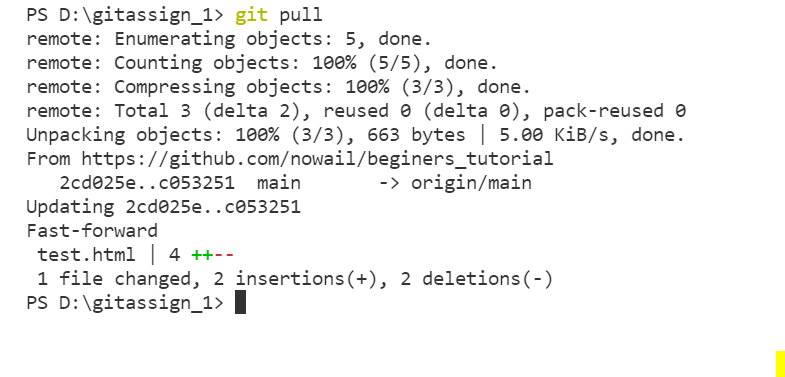 PS D:\gitassign_1> git pull
remote: Enumerating objects: 5, done.
remote: Counting objects: 100% (5/5), done.
remote: Compressing objects: 100% (3/3), done.
remote: Total 3 (delta 2), reused 0 (delta 0), pack-reused 0
Unpacking objects: 100% (3/3), 663 bytes | 5.00 KiB/s, done.
From https://github.com/nowail/beginers_tutorial
   2cd025e..c053251  main       -> origin/main
Updating 2cd025e..c053251
Fast-forward
 test.html | 4 ++--
 1 file changed, 2 insertions(+), 2 deletions(-)
PS D:\gitassign_1>